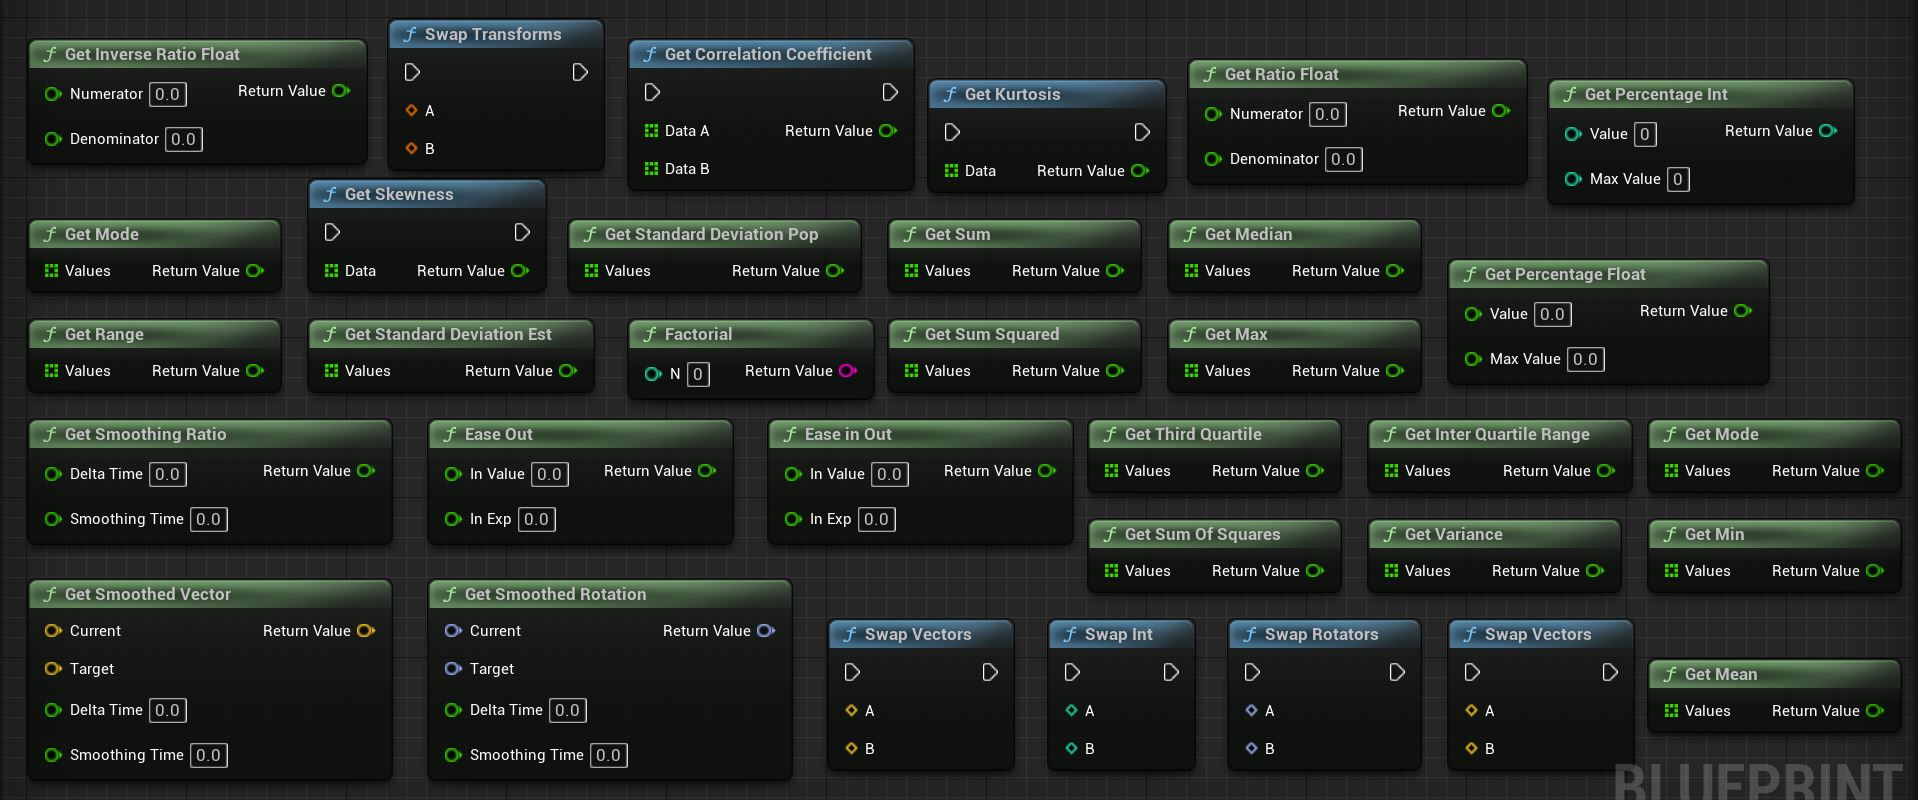 Get Inverse Ratio Float
Numerator 0.0 Return Value
Denominator 0.0
Swap Transforms
A
B
Get Correlation Coefficient
Data A Return Value
Data B
Get Kurtosis
Data Return Value
Get Ratio Float
Numerator 0.0 Return Value
Denominator 0.0
Get Percentage Int
Value 0 Return Value
Max Value 0
Get Mode
Values Return Value
Get Skewness
Data Return Value
Get Standard Deviation Pop
Values Return Value
Get Sum
Values Return Value
Get Median
Values Return Value
Get Percentage Float
Value 0.0 Return Value
Max Value 0.0
Get Range
Values Return Value
Get Standard Deviation Est
Values Return Value
Factorial
N 0 Return Value
Get Sum Squared
Values Return Value
Get Max
Values Return Value
Get Smoothing Ratio
Delta Time 0.0 Return Value
Smoothing Time 0.0
Ease Out
In Value 0.0 Return Value
In Exp 0.0
Ease in Out
In Value 0.0 Return Value
In Exp 0.0
Get Third Quartile
Values Return Value
Get Inter Quartile Range
Values Return Value
Get Mode
Values Return Value
Get Sum Of Squares
Values Return Value
Get Variance
Values Return Value
Get Min
Values Return Value
Get Smoothed Vector
Current Return Value
Target
Delta Time 0.0
Smoothing Time 0.0
Get Smoothed Rotation
Current Return Value
Target
Delta Time 0.0
Smoothing Time 0.0
Swap Vectors
A
B
Swap Int
A
B
Swap Rotators
A
B
Swap Vectors
A
B
Get Mean
Values Return Value
BLUEPRINT